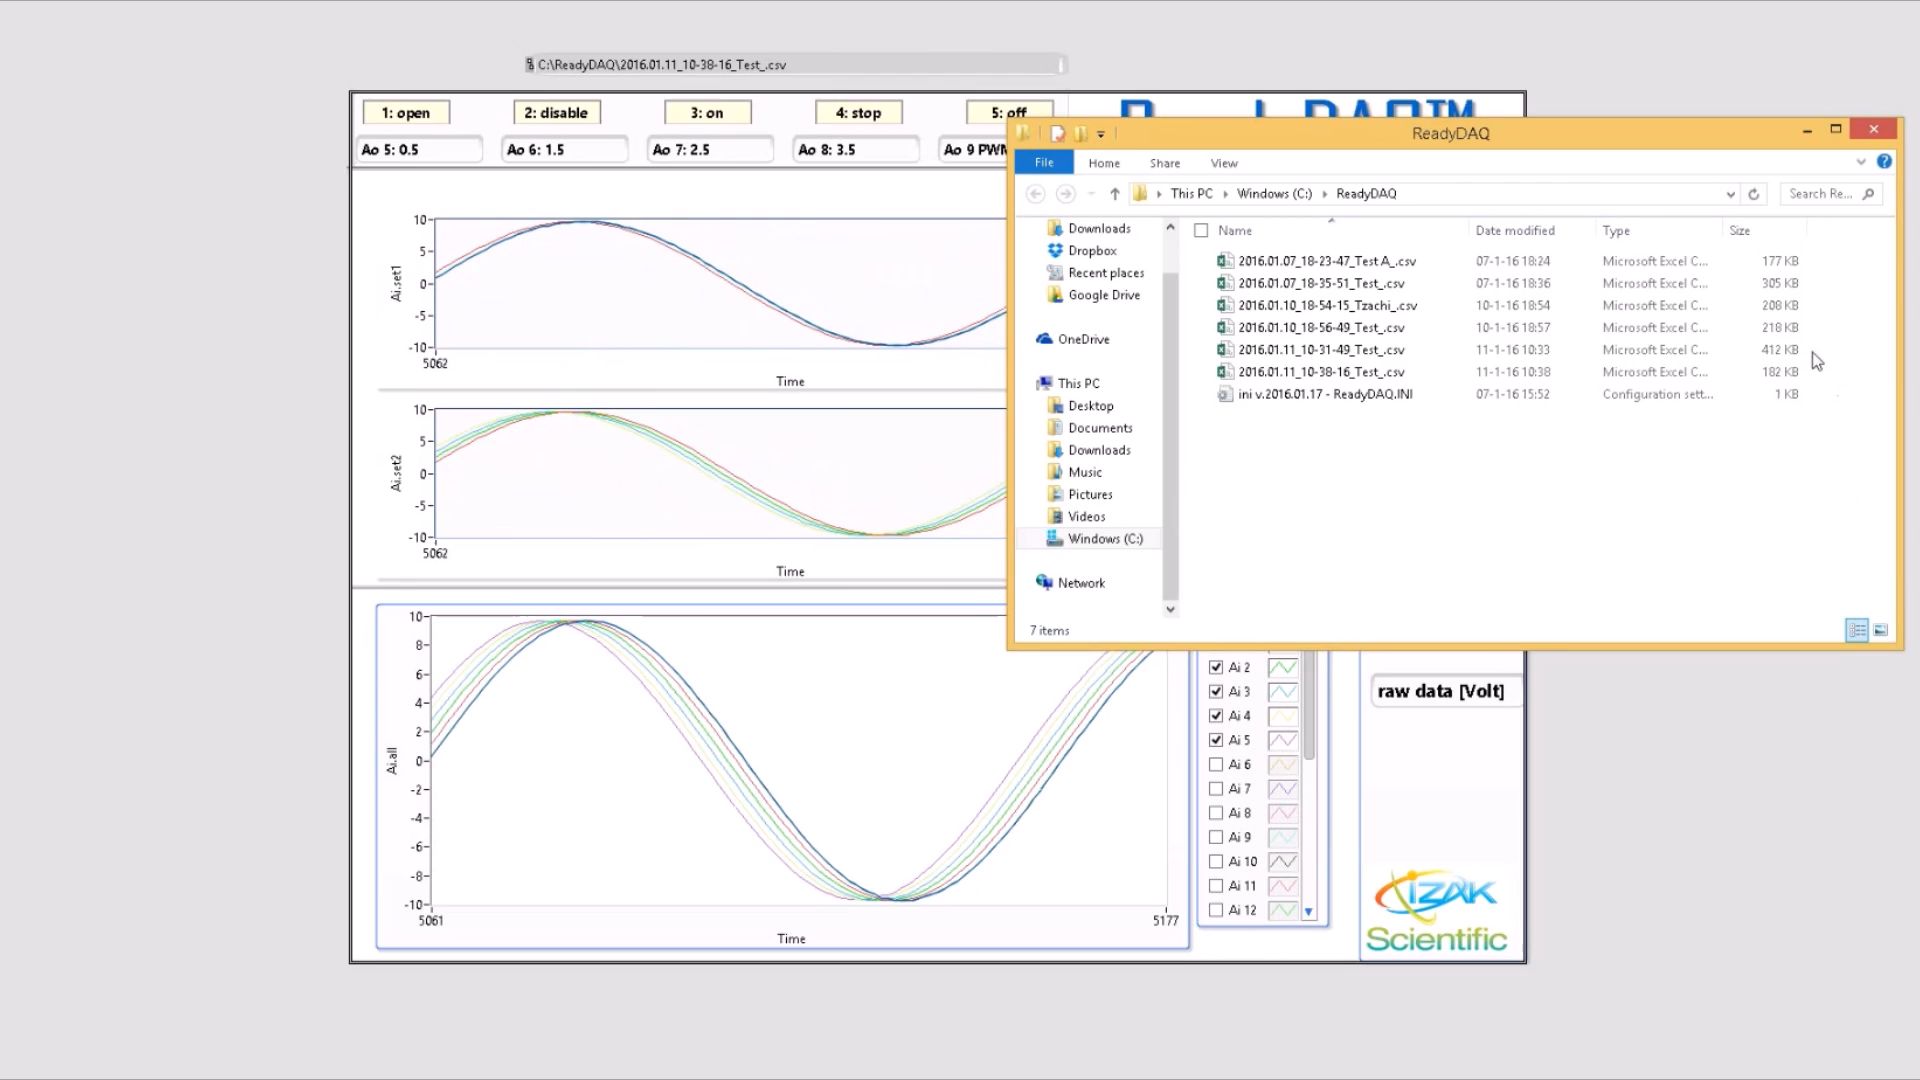 C:\ReadyDAQ\2016.01.11_10-38-16_Test_.csv
1: open 2: disable 3: on 4: stop 5: off
Ao 5: 0.5 Ao 6: 1.5 Ao 7: 2.5 Ao 8: 3.5 Ao 9 PWM
ReadyDAQ
File Home Share View
This PC Windows (C:) ReadyDAQ Search Re...
Name Date modified Type Size
2016.01.07_18-23-47_Test A_.csv 07-1-16 18:24 Microsoft Excel C... 177 KB
2016.01.07_18-35-51_Test_.csv 07-1-16 18:36 Microsoft Excel C... 305 KB
2016.01.10_18-54-15_Tzachi_.csv 10-1-16 18:54 Microsoft Excel C... 208 KB
2016.01.10_18-56-49_Test_.csv 10-1-16 18:57 Microsoft Excel C... 218 KB
2016.01.11_10-31-49_Test_.csv 11-1-16 10:33 Microsoft Excel C... 412 KB
2016.01.11_10-38-16_Test_.csv 11-1-16 10:38 Microsoft Excel C... 182 KB
ini v.2016.01.17 - ReadyDAQ.INI 07-1-16 15:52 Configuration sett... 1 KB
Downloads
Dropbox
Recent places
Google Drive
OneDrive
This PC
Desktop
Documents
Downloads
Music
Pictures
Videos
Windows (C:)
Network
7 items
Ai.set1
10
5
0
-5
-10
5062
Time
Ai.set2
10
5
0
-5
-10
5062
Time
Ai.all
10
8
6
4
2
0
-2
-4
-6
-8
-10
5061 5177
Time
Ai 2
Ai 3
Ai 4
Ai 5
Ai 6
Ai 7
Ai 8
Ai 9
Ai 10
Ai 11
Ai 12
raw data [Volt]
IZAK
Scientific